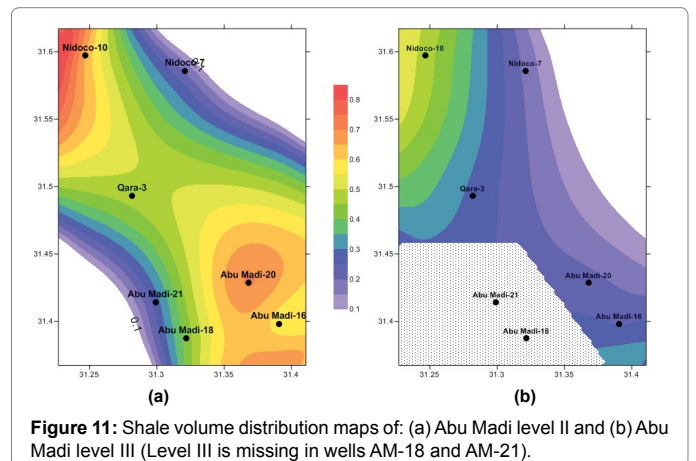 31.6
31.55
31.5
31.45
31.4
31.25
31.3
31.35
31.4
Nidoco-10
Nidoco-7
0.1
Qara-3
Abu Madi-20
Abu Madi-21
Abu Madi-16
Abu Madi-18
0.1
(a)
0.8
0.7
0.6
0.5
0.4
0.3
0.2
0.1
31.6
31.55
31.5
31.45
31.4
31.25
31.3
31.35
31.4
Nidoco-10
Nidoco-7
Qara-3
Abu Madi-20
Abu Madi-21
Abu Madi-16
Abu Madi-18
(b)
Figure 11: Shale volume distribution maps of: (a) Abu Madi level II and (b) Abu
Madi level III (Level III is missing in wells AM-18 and AM-21).